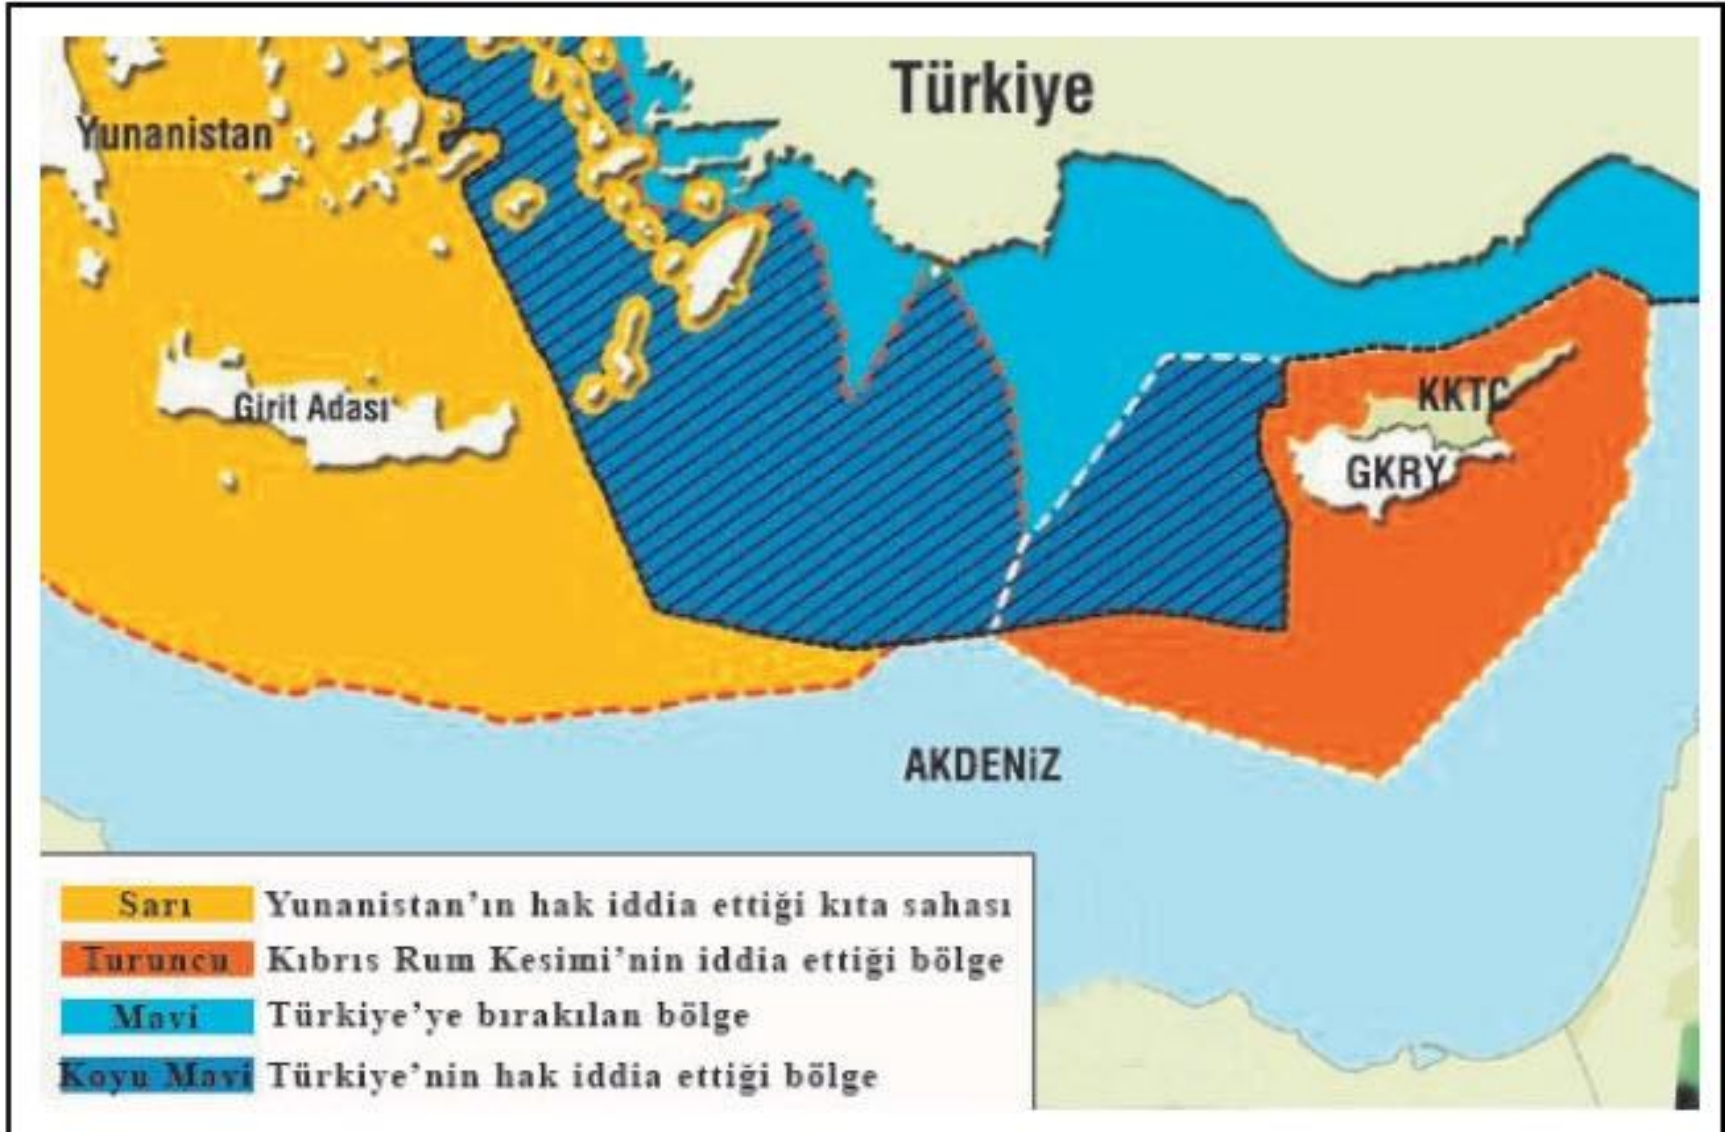 Türkiye
Yunanistan
Girit Adası
KKTC
GKRY
AKDENİZ
Sarı Yunanistan'ın hak iddia ettiği kıta sahası
Turuncu Kıbrıs Rum Kesimi'nin iddia ettiği bölge
Mavi Türkiye'ye bırakılan bölge
Koyu Mavi Türkiye'nin hak iddia ettiği bölge